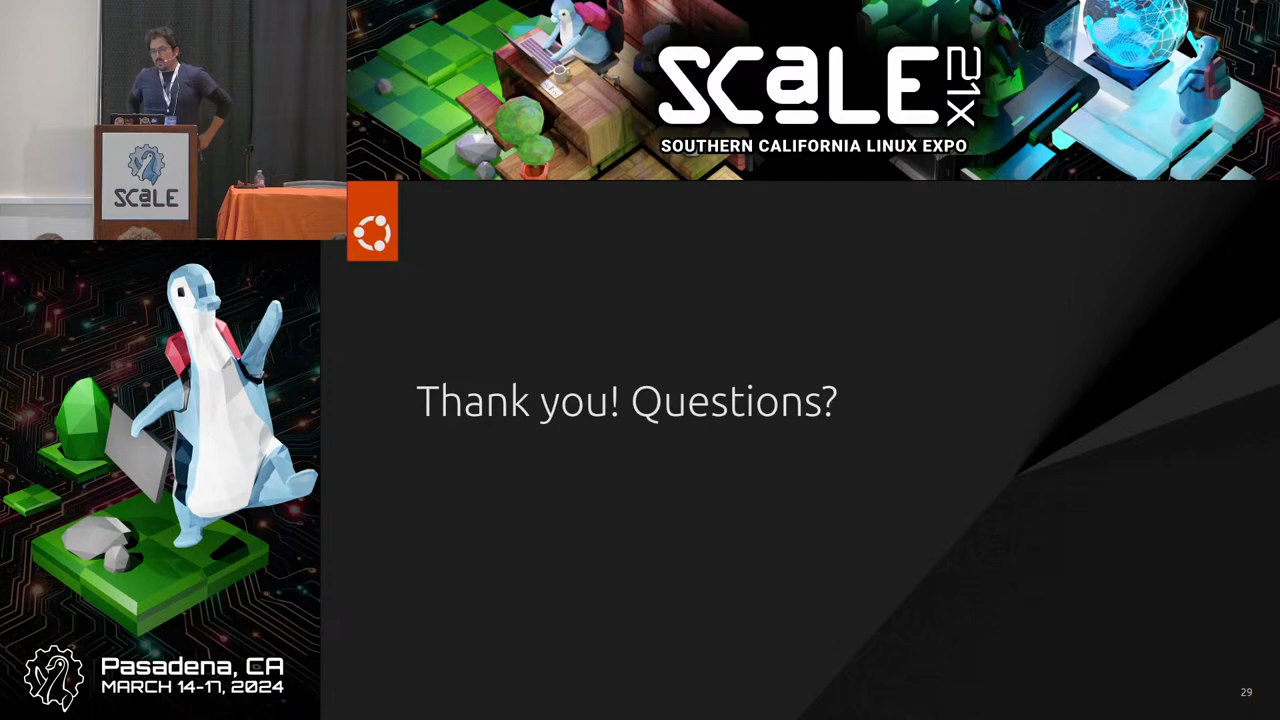 SCALE
21X
SOUTHERN CALIFORNIA LINUX EXPO
SCALE
Thank you! Questions?
Pasadena, CA
MARCH 14-17, 2024
29